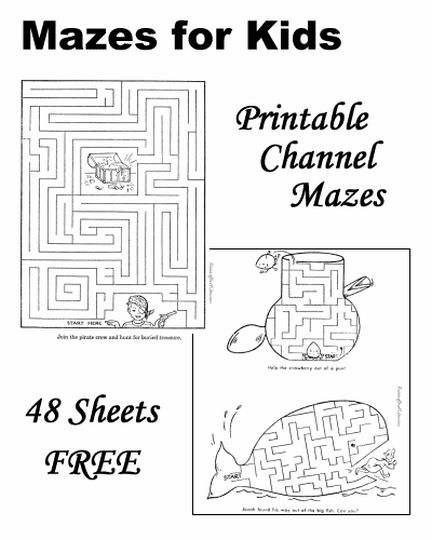 Mazes for Kids
Printable
Channel
Mazes
START HERE
Join the pirate crew and hunt for buried treasure.
START
Help the strawberry out of a jam!
48 Sheets
FREE
START
Jonah found his way out of the big fish. Can you?